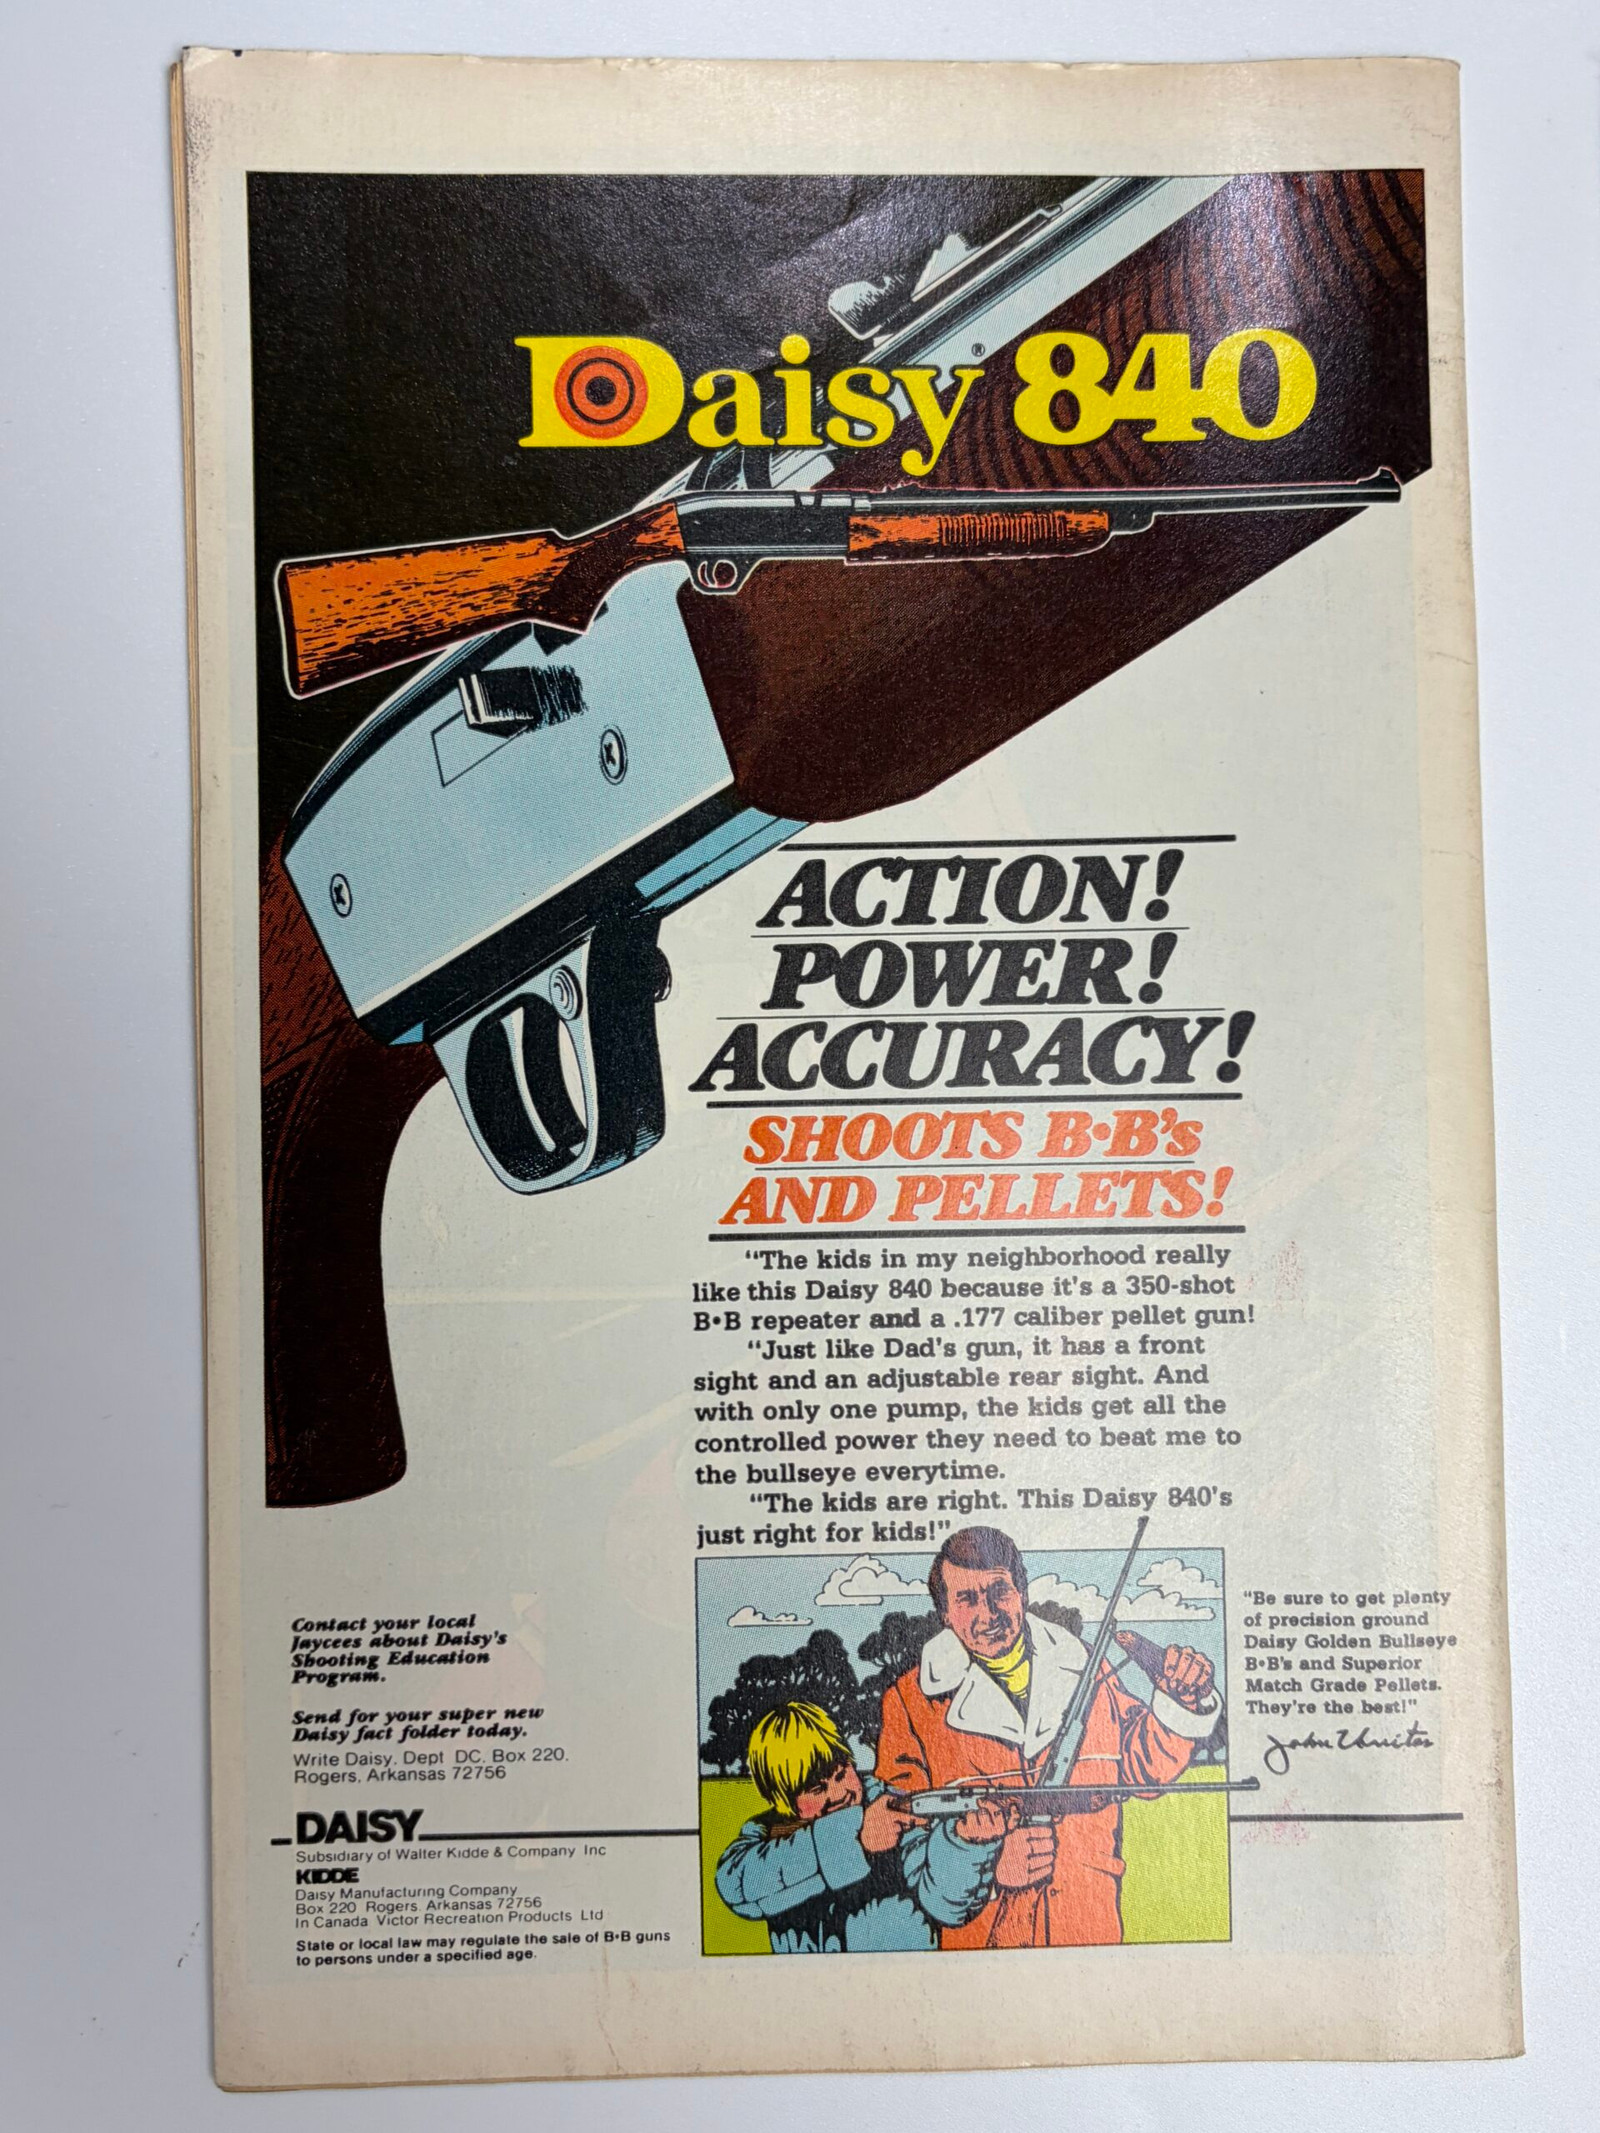 Daisy® 840
ACTION!
POWER!
ACCURACY!
SHOOTS B•B's
AND PELLETS!
"The kids in my neighborhood really
like this Daisy 840 because it's a 350-shot
B•B repeater and a .177 caliber pellet gun!
"Just like Dad's gun, it has a front
sight and an adjustable rear sight. And
with only one pump, the kids get all the
controlled power they need to beat me to
the bullseye everytime.
"The kids are right. This Daisy 840's
just right for kids!"
"Be sure to get plenty
of precision ground
Daisy Golden Bullseye
B•B's and Superior
Match Grade Pellets.
They're the best!"
John Unitas
Contact your local
Jaycees about Daisy's
Shooting Education
Program.
Send for your super new
Daisy fact folder today.
Write Daisy, Dept DC, Box 220,
Rogers, Arkansas 72756
DAISY
Subsidiary of Walter Kidde & Company Inc
KIDDE
Daisy Manufacturing Company
Box 220 Rogers, Arkansas 72756
In Canada Victor Recreation Products Ltd
State or local law may regulate the sale of B•B guns
to persons under a specified age.